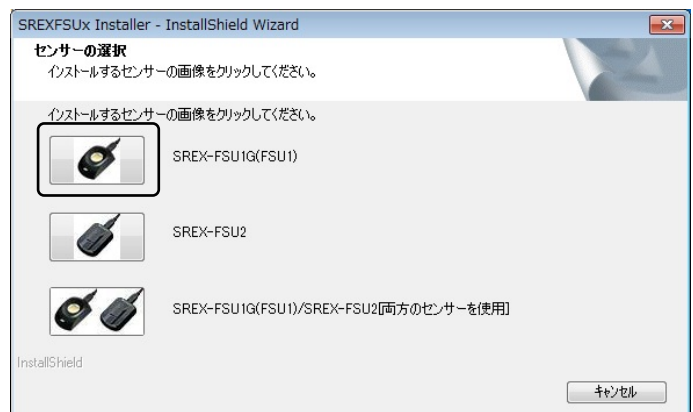 SREXFSUx Installer - InstallShield Wizard
センサーの選択
インストールするセンサーの画像をクリックしてください。
インストールするセンサーの画像をクリックしてください。
SREX-FSU1G(FSU1)
SREX-FSU2
SREX-FSU1G(FSU1)/SREX-FSU2[両方のセンサーを使用]
InstallShield
キャンセル